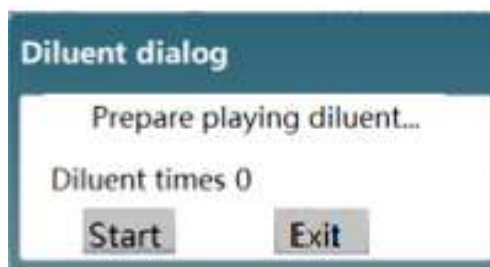 Diluent dialog
Prepare playing diluent...
Diluent times 0
Start Exit